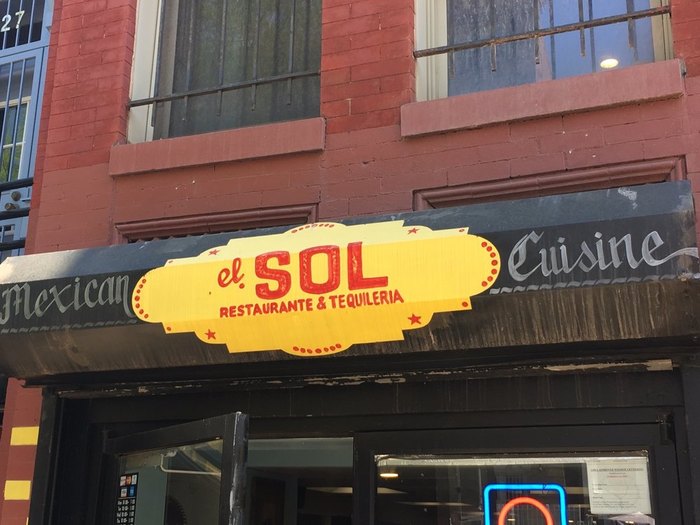 27
Mexican
el SOL
RESTAURANTE & TEQUILERIA
Cuisine